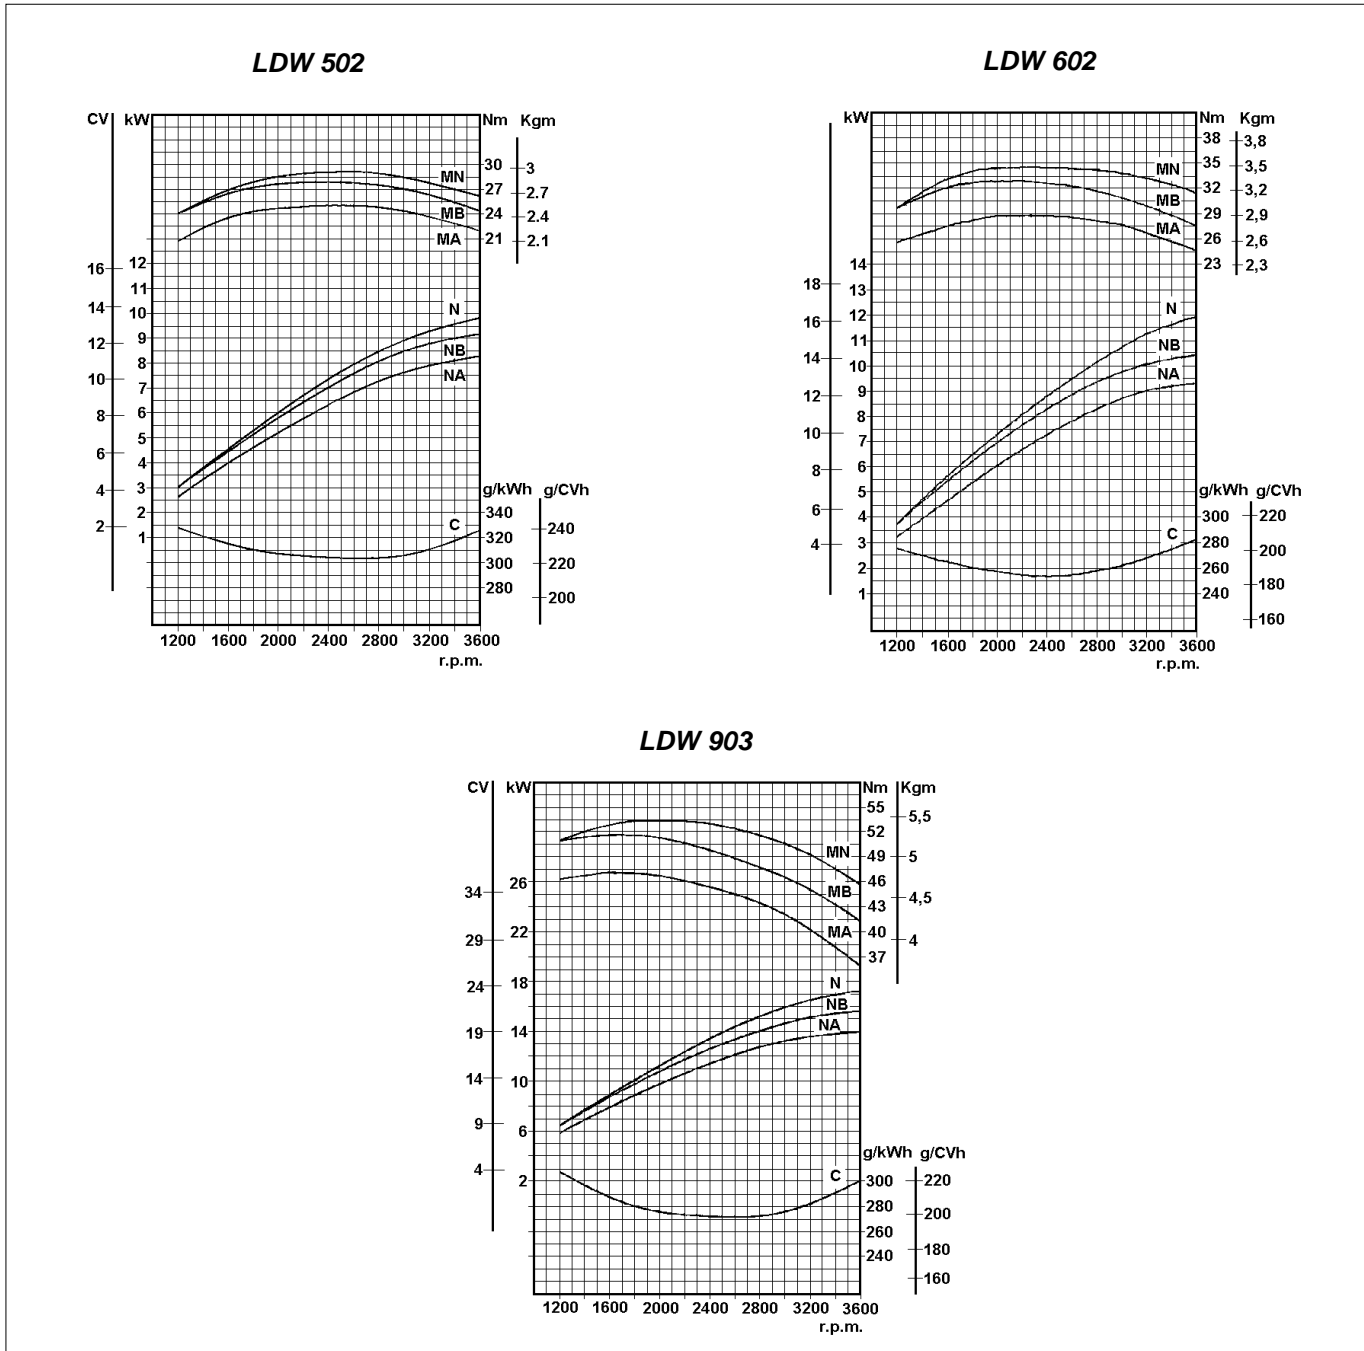 LDW 502
CV kW Nm Kgm
30 3
MN
27 2.7
MB 24 2.4
MA 21 2.1
16 12
11
14 10 N
9
12
8 NB
10 7 NA
6
8 5
6 4
4 3
g/kWh g/CVh
2 340
2 1 C 320 240
300 220
280 200
1200 1600 2000 2400 2800 3200 3600
r.p.m.
LDW 602
kW Nm Kgm
38 3,8
35 3,5
MN
32 3,2
MB
29 2,9
MA
26 2,6
14 23 2,3
18 13
16 12 N
11
14 NB
10 NA
12 9
8
10 7
8 6
5 g/kWh g/CVh
6 4 300 220
4 3 C 280 200
2 260
180
1 240
160
1200 1600 2000 2400 2800 3200 3600
r.p.m.
LDW 903
CV kW Nm Kgm
55 5,5
52
MN 49 5
34 26 MB 46
43 4,5
29 22 MA 40 4
37
24 18 N
NB
19 14 NA
14 10
9 6
g/kWh g/CVh
4 2 C 300 220
280 200
260
240 180
160
1200 1600 2000 2400 2800 3200 3600
r.p.m.